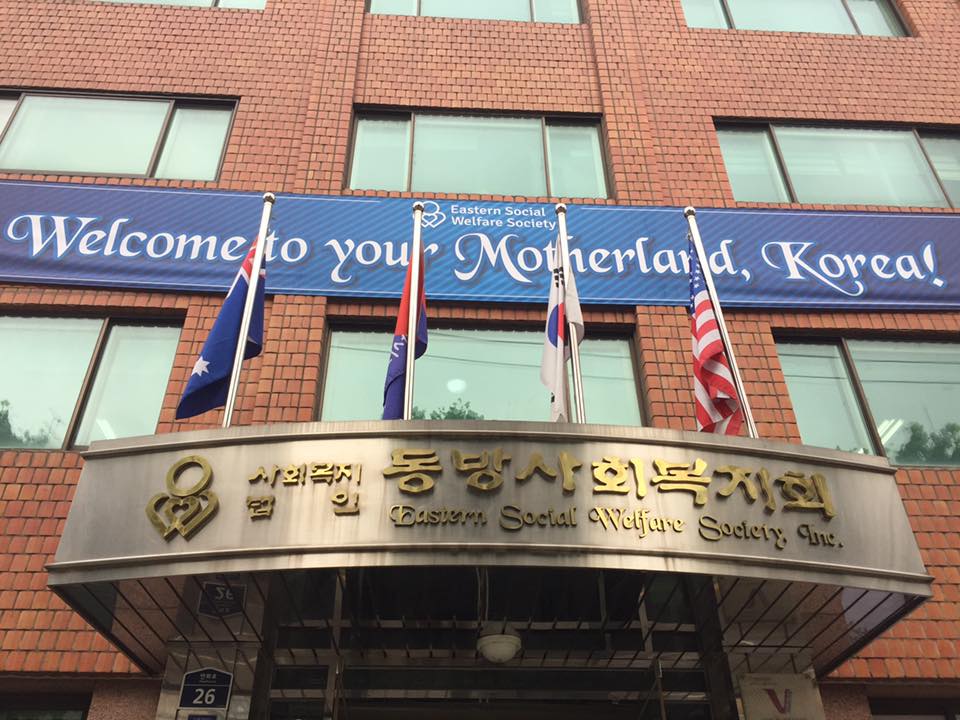 Eastern Social
Welfare Society
Welcome to your Motherland, Korea!
사회복지
법인
동방사회복지회
Eastern Social Welfare Society, Inc.
26